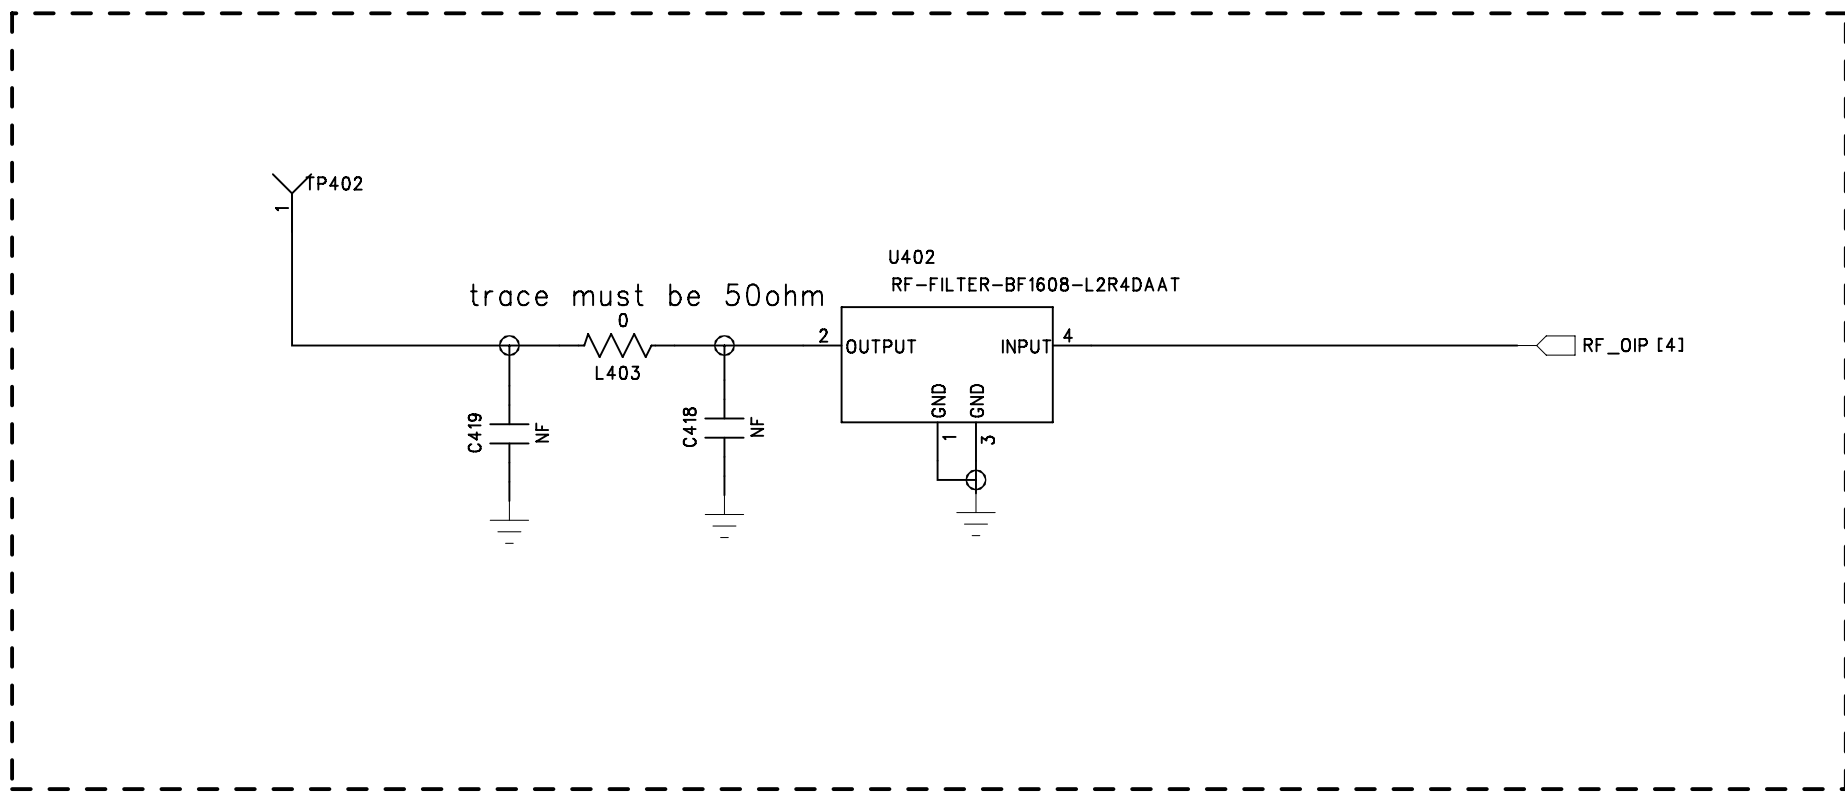 TP402
1
U402
RF-FILTER-BF1608-L2R4DAAT
trace must be 50ohm
0
2
4
OUTPUT
INPUT
RF_OIP [4]
L403
GND
GND
C419
NF
C418
NF
1
3